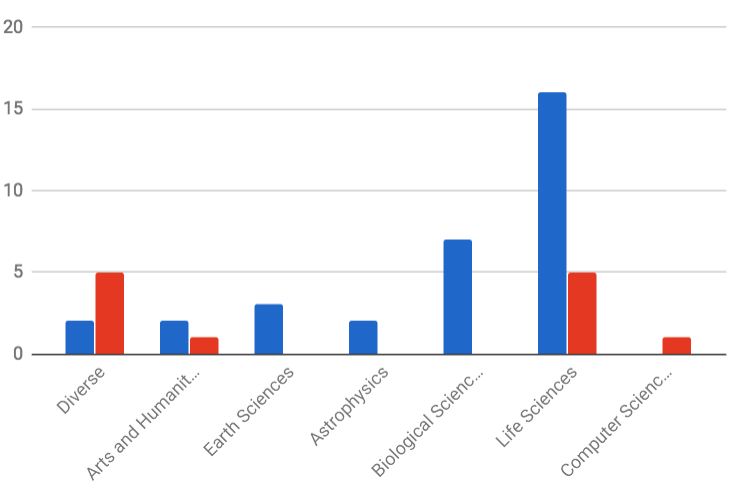 20
15
10
5
0
Diverse
Arts and Humanit...
Earth Sciences
Astrophysics
Biological Scienc...
Life Sciences
Computer Scienc...